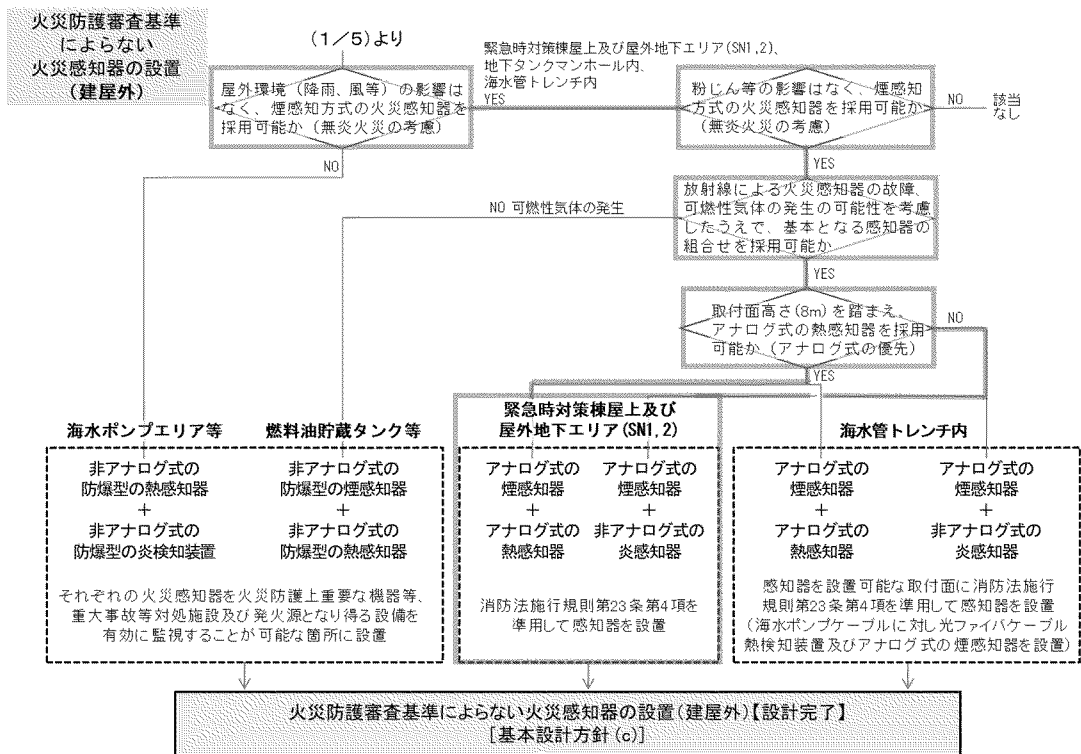 火災防護審査基準
によらない
火災感知器の設置
(建屋外)
(1/5)より
緊急時対策棟屋上及び屋外地下エリア(SN1,2)、
地下タンクマンホール内、
海水管トレンチ内
屋外環境(降雨、風等)の影響は
なく、煙感知方式の火災感知器を
採用可能か(無炎火災の考慮)
YES
粉じん等の影響はなく、煙感知
方式の火災感知器を採用可能か
(無炎火災の考慮)
NO
該当
なし
NO
YES
放射線による火災感知器の故障、
可燃性気体の発生の可能性を考慮
したうえで、基本となる感知器の
組合せを採用可能か
NO 可燃性気体の発生
YES
取付面高さ(8m)を踏まえ、
アナログ式の熱感知器を採用
可能か(アナログ式の優先)
NO
YES
海水ポンプエリア等
燃料油貯蔵タンク等
緊急時対策棟屋上及び
屋外地下エリア(SN1,2)
海水管トレンチ内
非アナログ式の
防爆型の熱感知器
+
非アナログ式の
防爆型の炎検知装置
非アナログ式の
防爆型の煙感知器
+
非アナログ式の
防爆型の熱感知器
それぞれの火災感知器を火災防護上重要な機器等、
重大事故等対処施設及び発火源となり得る設備を
有効に監視することが可能な箇所に設置
アナログ式の
煙感知器
+
アナログ式の
熱感知器
アナログ式の
煙感知器
+
非アナログ式の
炎感知器
消防法施行規則第23条第4項を
準用して感知器を設置
アナログ式の
煙感知器
+
アナログ式の
熱感知器
アナログ式の
煙感知器
+
非アナログ式の
炎感知器
感知器を設置可能な取付面に消防法施行
規則第23条第4項を準用して感知器を設置
(海水ポンプケーブルに対し光ファイバケーブル
熱検知装置及びアナログ式の煙感知器を設置)
火災防護審査基準によらない火災感知器の設置(建屋外)【設計完了】
[基本設計方針(c)]